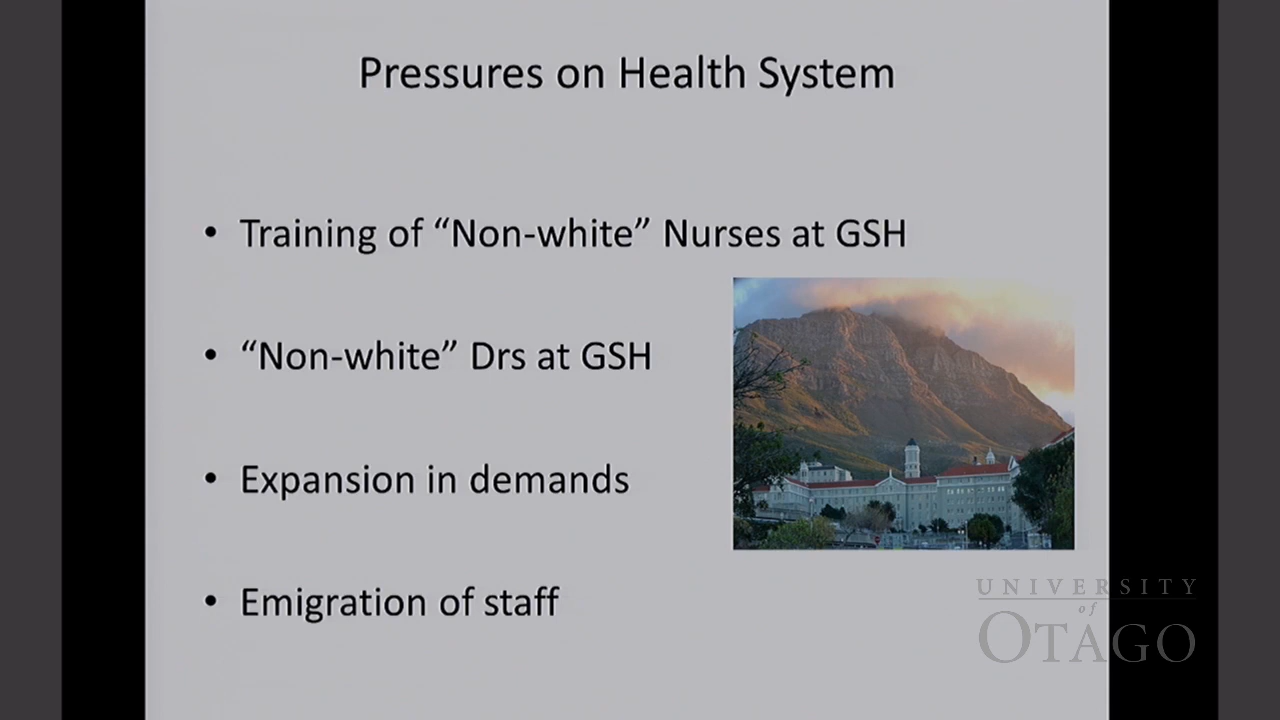 Pressures on Health System
• Training of “Non-white” Nurses at GSH
• “Non-white” Drs at GSH
• Expansion in demands
• Emigration of staff
UNIVERSITY
of
OTAGO